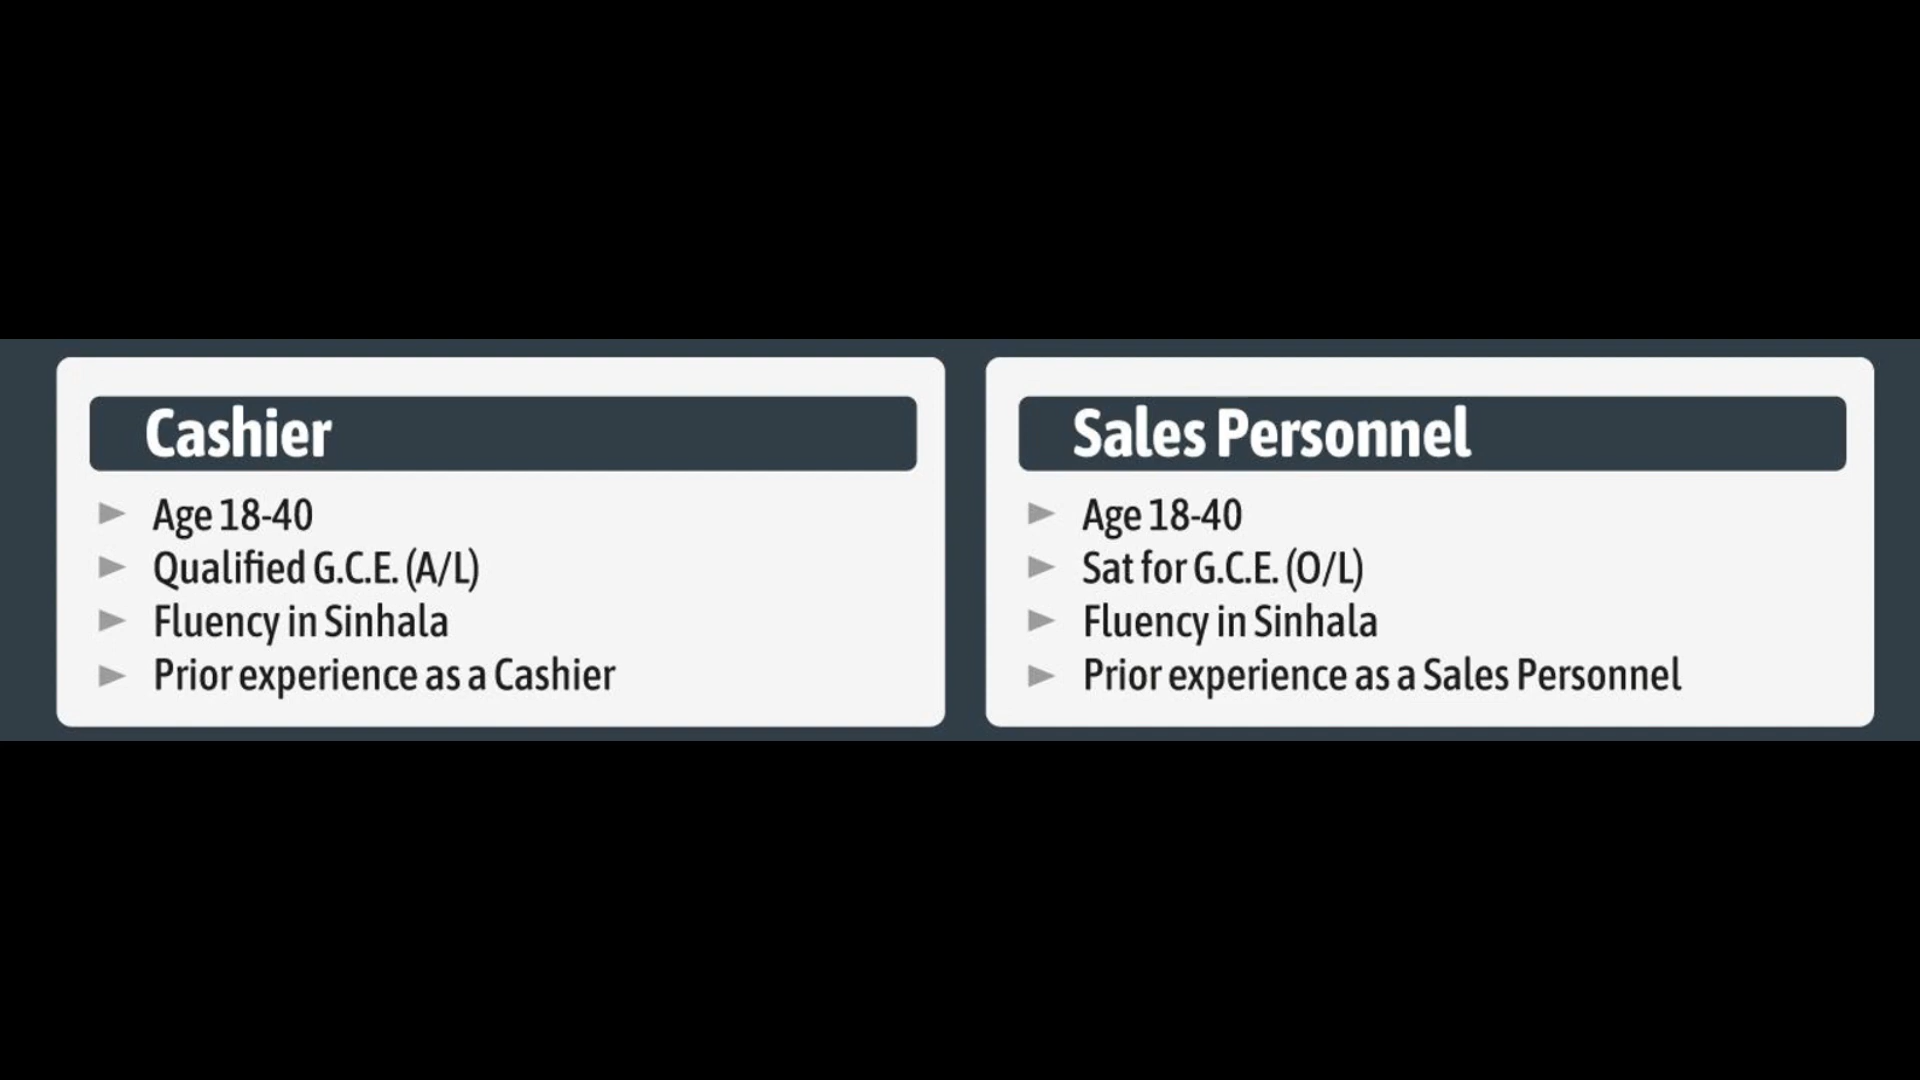 Cashier
Age 18-40
Qualified G.C.E. (A/L)
Fluency in Sinhala
Prior experience as a Cashier
Sales Personnel
Age 18-40
Sat for G.C.E. (O/L)
Fluency in Sinhala
Prior experience as a Sales Personnel